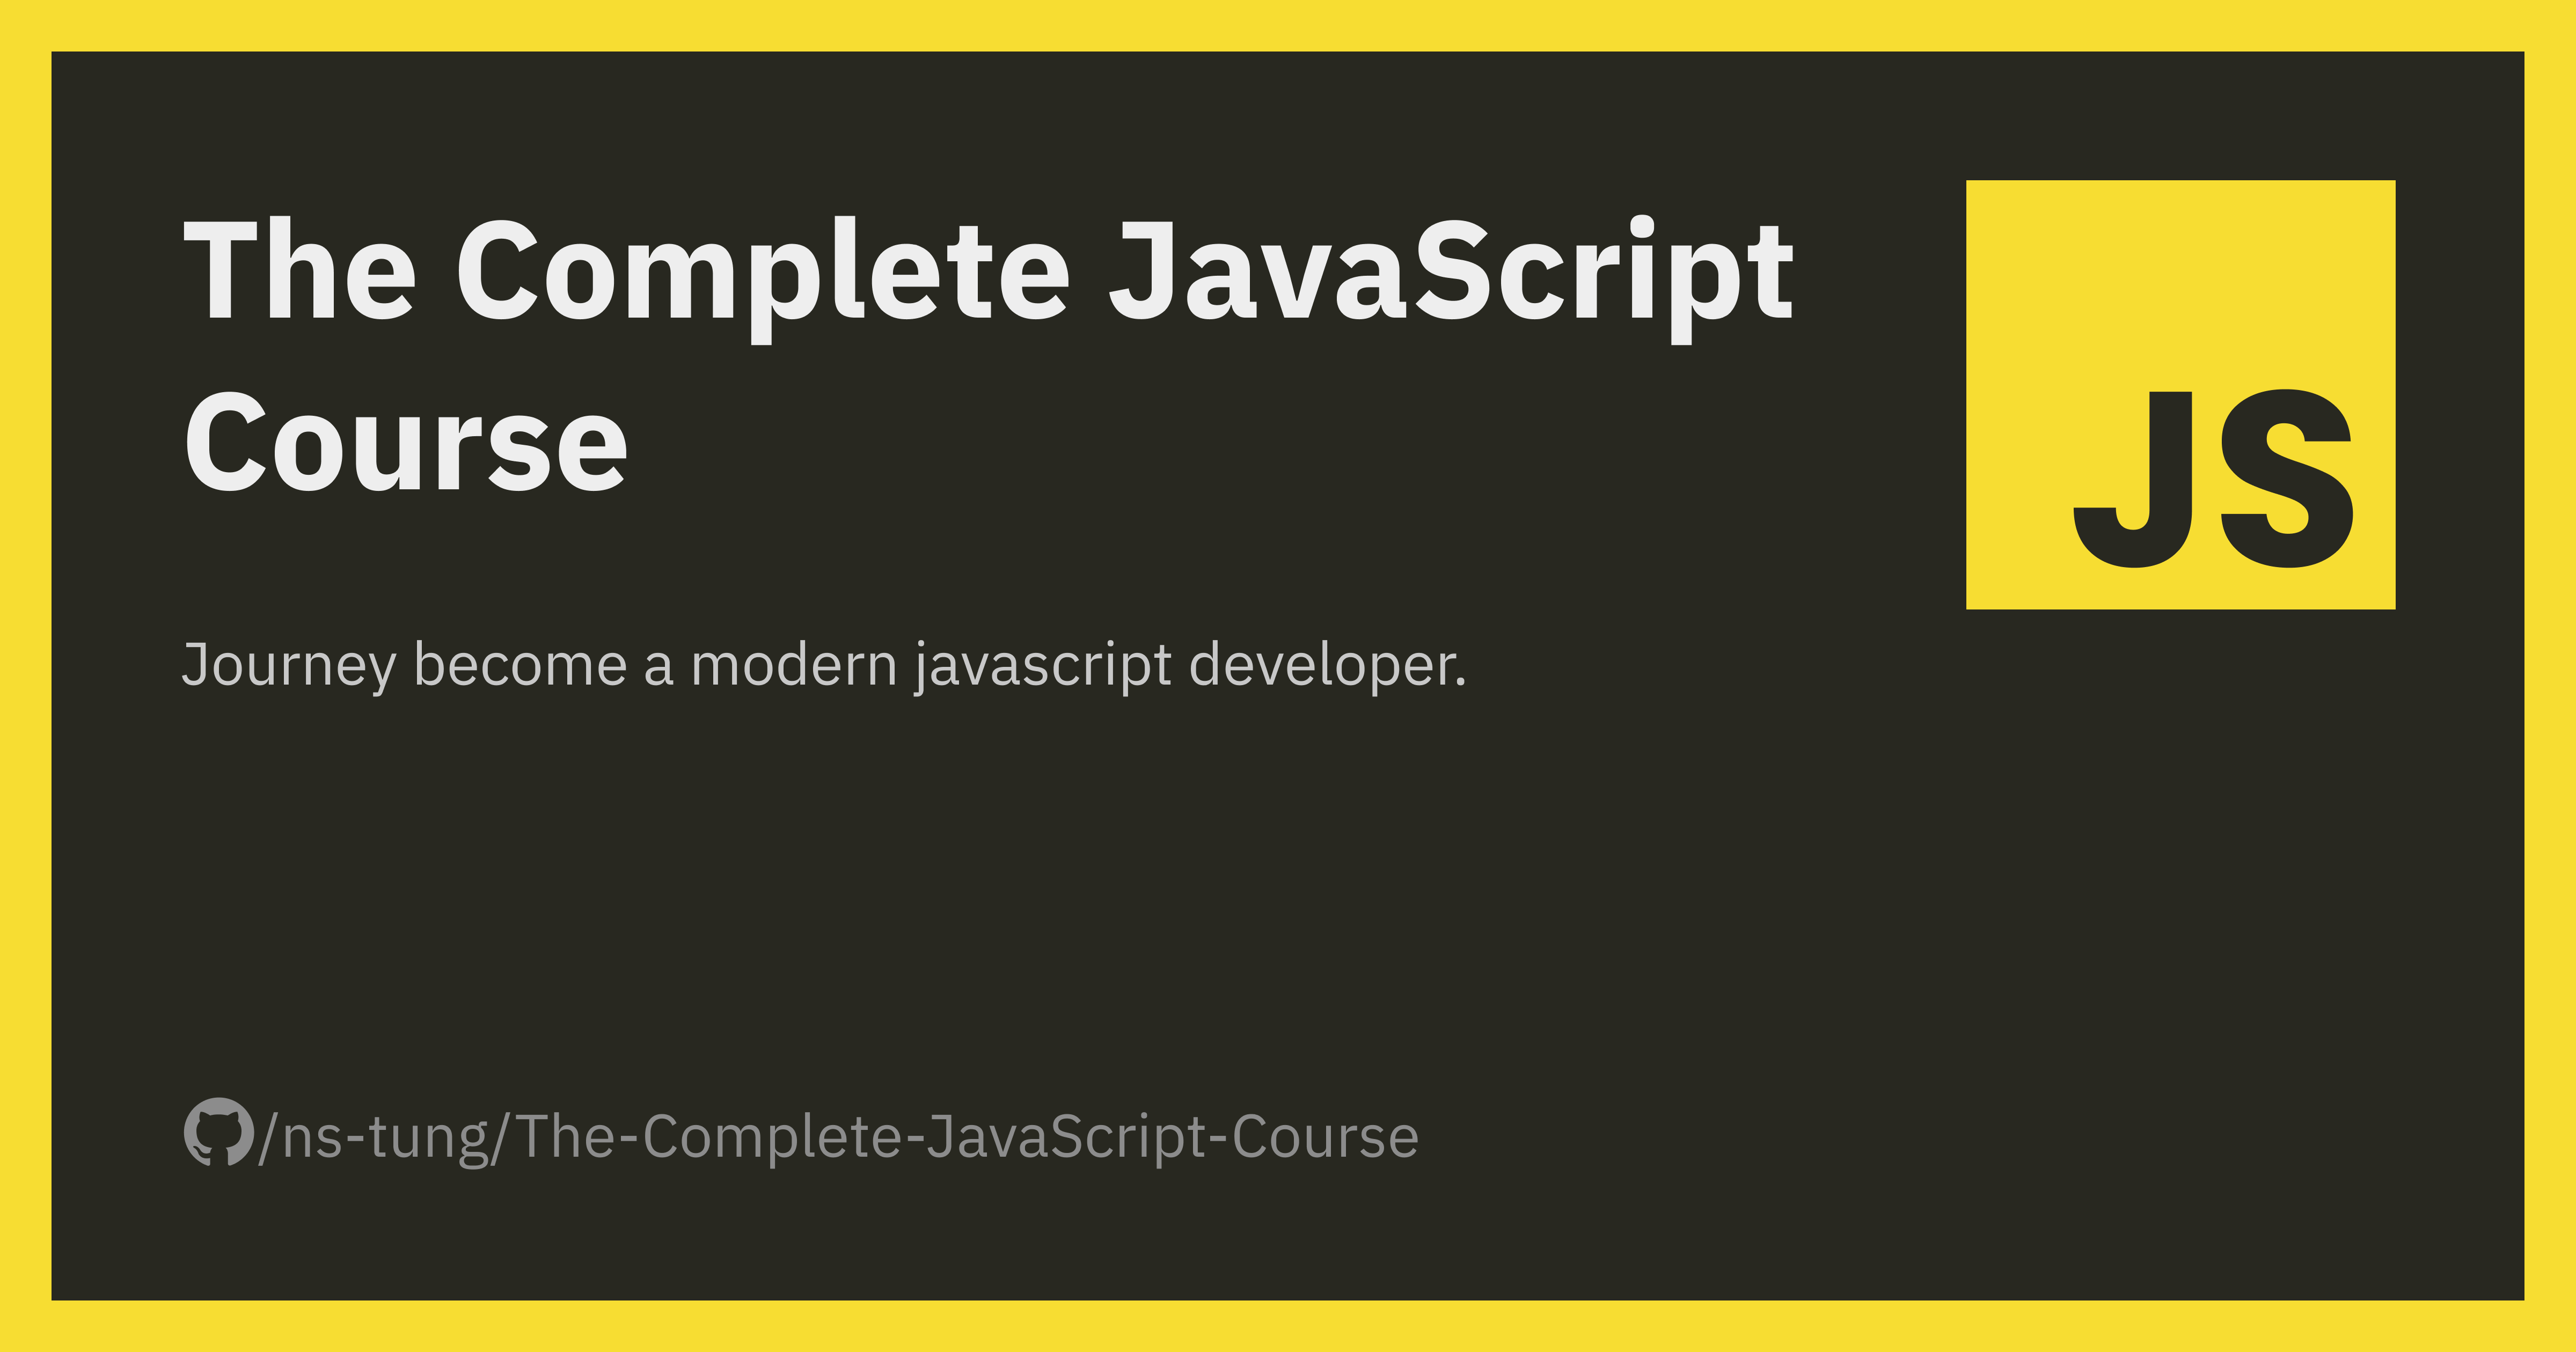 The Complete JavaScript
Course
JS
Journey become a modern javascript developer.
/ns-tung/The-Complete-JavaScript-Course